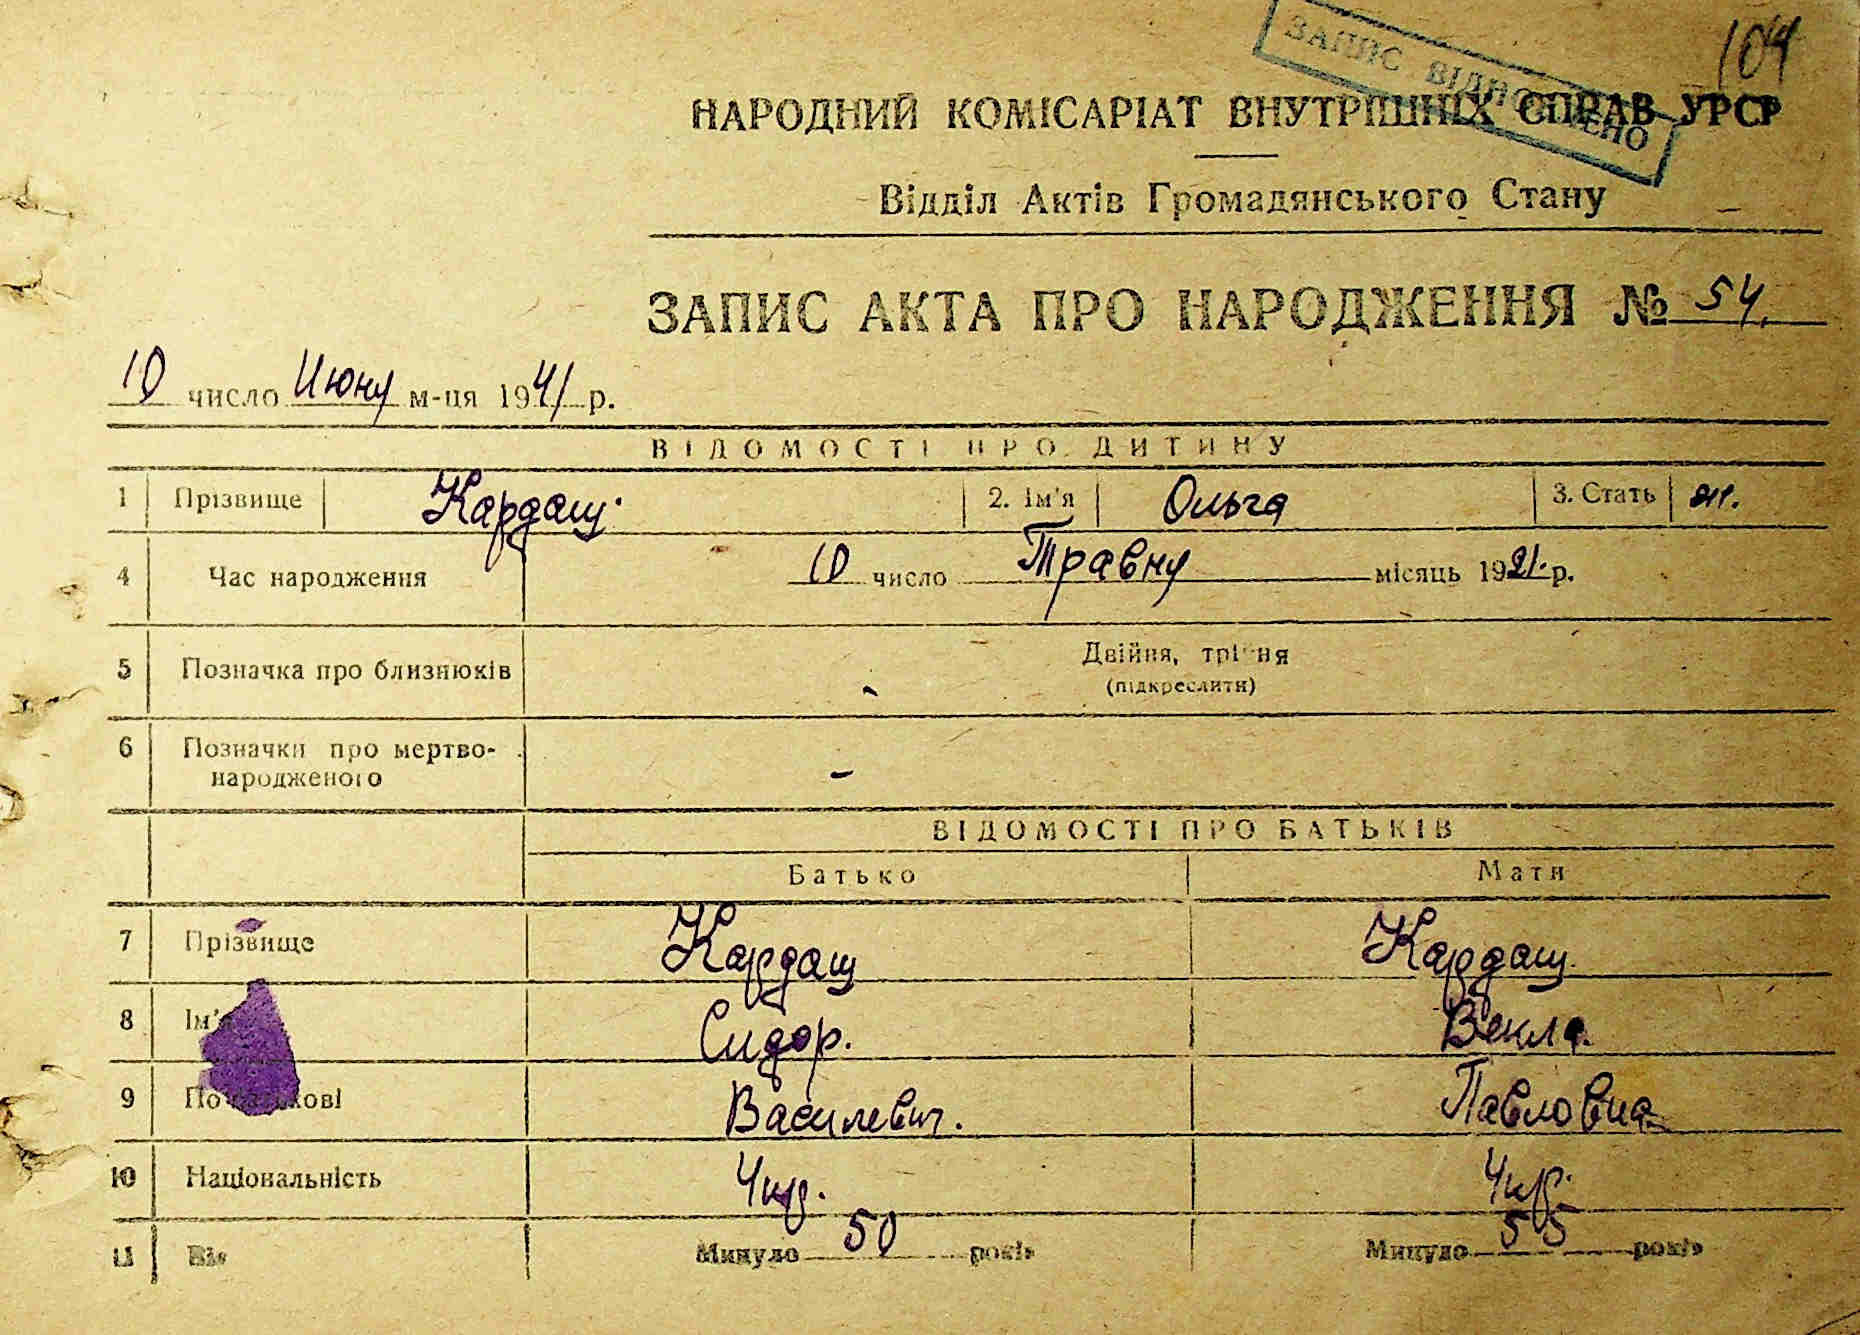 104
ЗАПИС ВІДНОВЛЕНО
НАРОДНИЙ КОМІСАРІАТ ВНУТРІШНІХ СПРАВ УРСР
Відділ Актів Громадянського Стану
ЗАПИС АКТА ПРО НАРОДЖЕННЯ № 54.
10 число Июну м-ця 1941 р.
ВІДОМОСТІ ПРО ДИТИНУ
1 Прізвище Кардаш. 2. Ім'я Ольга 3. Стать ж.
4 Час народження 10 число Травну місяць 1921. р.
5 Позначка про близнюків - Двійня, трійня
(підкреслити)
6 Позначки про мертво-
народженого -
ВІДОМОСТІ ПРО БАТЬКІВ
Батько Мати
7 Прізвище Кардаш Кардаш
8 Ім'я Сидор. Векла.
9 По батькові Василевич. Павловна
10 Національність Укр. Укр.
11 Вік Минуло 50 років Минуло 55 років